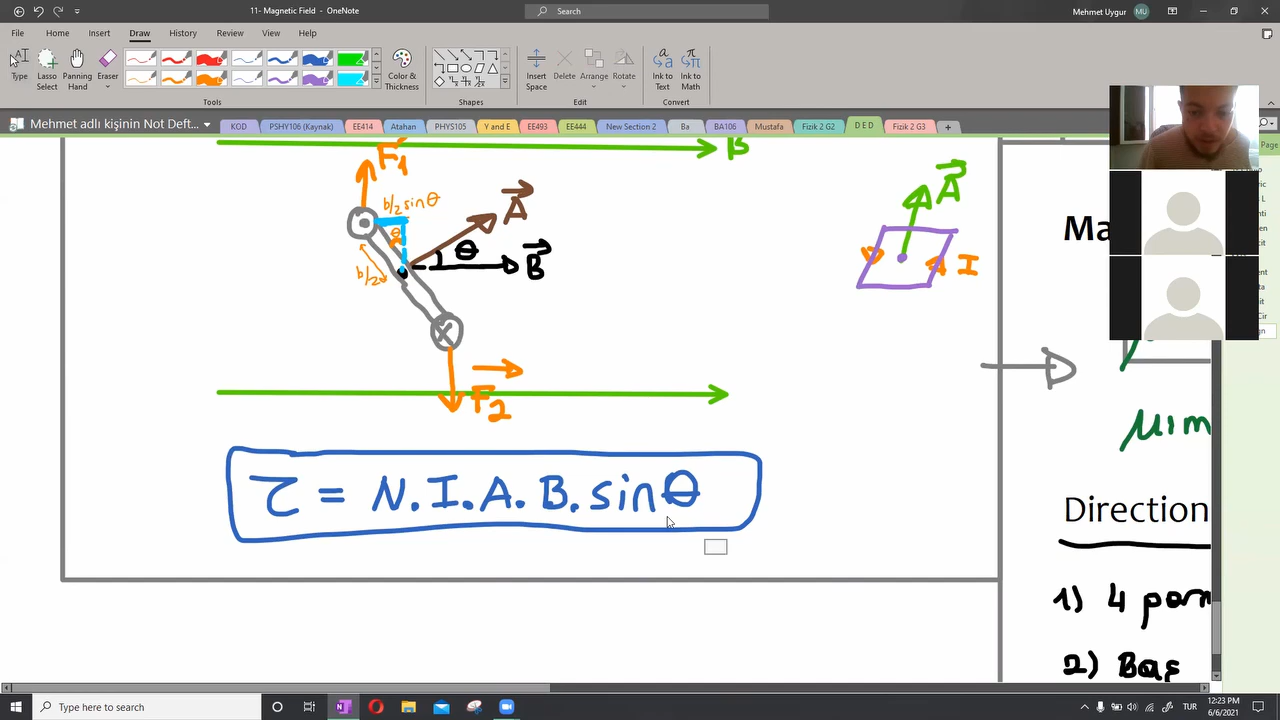 11- Magnetic Field - OneNote
Search
Mehmet Uygur MU
File Home Insert Draw History Review View Help
Type
Lasso Select
Panning Hand
Eraser
Color & Thickness
Insert Space
Delete
Arrange
Rotate
Ink to Text
Ink to Math
Tools
Shapes
Edit
Convert
Mehmet adlı kişinin Not Deft...
KOD PSHY106 (Kaynak) EE414 Atahan PHYS105 Y and E EE493 EE444 New Section 2 Ba BA106 Mustafa Fizik 2 G2 D E D Fizik 2 G3
Page
B
F1
b/2 sinθ
A
θ
θ
B
b/2
F2
A
I
Ma
τ = N.I.A.B.sinθ
Direction
1) 4 parm
2) Baş
Type here to search
TUR
12:23 PM
6/6/2021